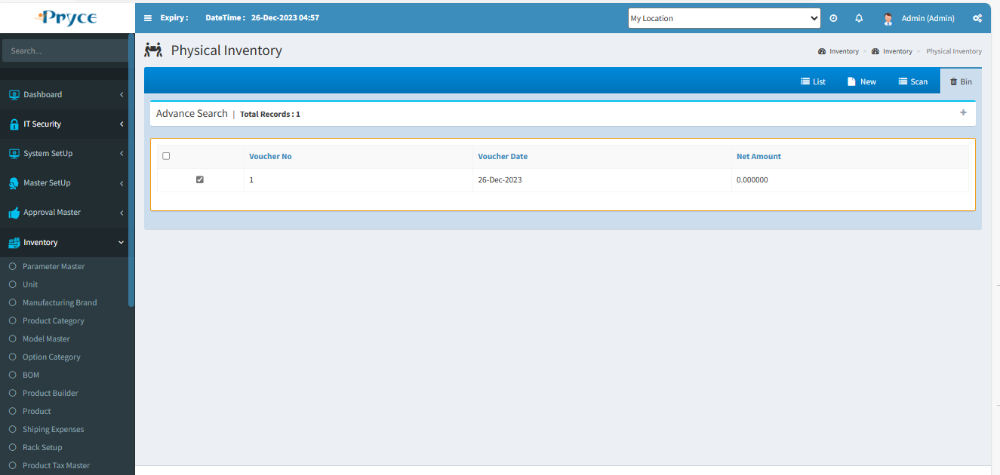 Pryce
Expiry : DateTime : 26-Dec-2023 04:57 My Location Admin (Admin)
Search...
Physical Inventory
Inventory > Inventory > Physical Inventory
List New Scan Bin
Advance Search | Total Records : 1 +
Voucher No Voucher Date Net Amount
1 26-Dec-2023 0.000000
Dashboard
IT Security
System SetUp
Master SetUp
Approval Master
Inventory
Parameter Master
Unit
Manufacturing Brand
Product Category
Model Master
Option Category
BOM
Product Builder
Product
Shiping Expenses
Rack Setup
Product Tax Master